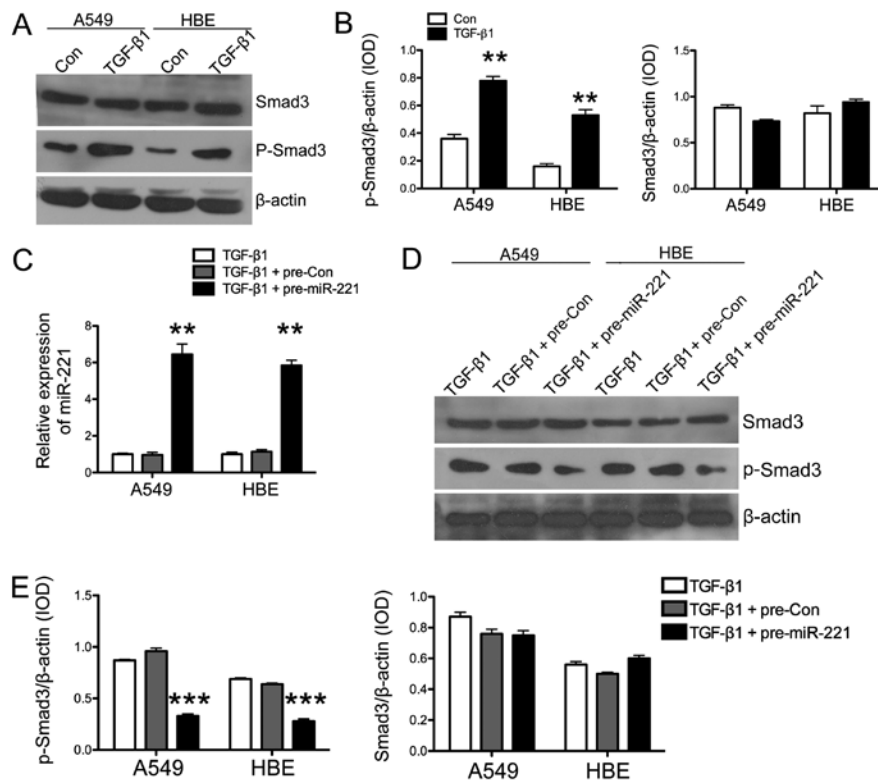 A
A549
HBE
Con
TGF-β1
Con
TGF-β1
Smad3
P-Smad3
β-actin
B
Con
TGF-β1
p-Smad3/β-actin (IOD)
0.0
0.2
0.4
0.6
0.8
1.0
**
**
A549
HBE
Smad3/β-actin (IOD)
0.0
0.5
1.0
1.5
A549
HBE
C
TGF-β1
TGF-β1 + pre-Con
TGF-β1 + pre-miR-221
Relative expression
of miR-221
0
1
2
4
6
8
**
**
A549
HBE
D
A549
HBE
TGF-β1
TGF-β1 + pre-Con
TGF-β1 + pre-miR-221
TGF-β1
TGF-β1 + pre-Con
TGF-β1 + pre-miR-221
Smad3
p-Smad3
β-actin
E
p-Smad3/β-actin (IOD)
0.0
0.5
1.0
1.5
***
***
A549
HBE
Smad3/β-actin (IOD)
0.0
0.2
0.4
0.6
0.8
1.0
A549
HBE
TGF-β1
TGF-β1 + pre-Con
TGF-β1 + pre-miR-221